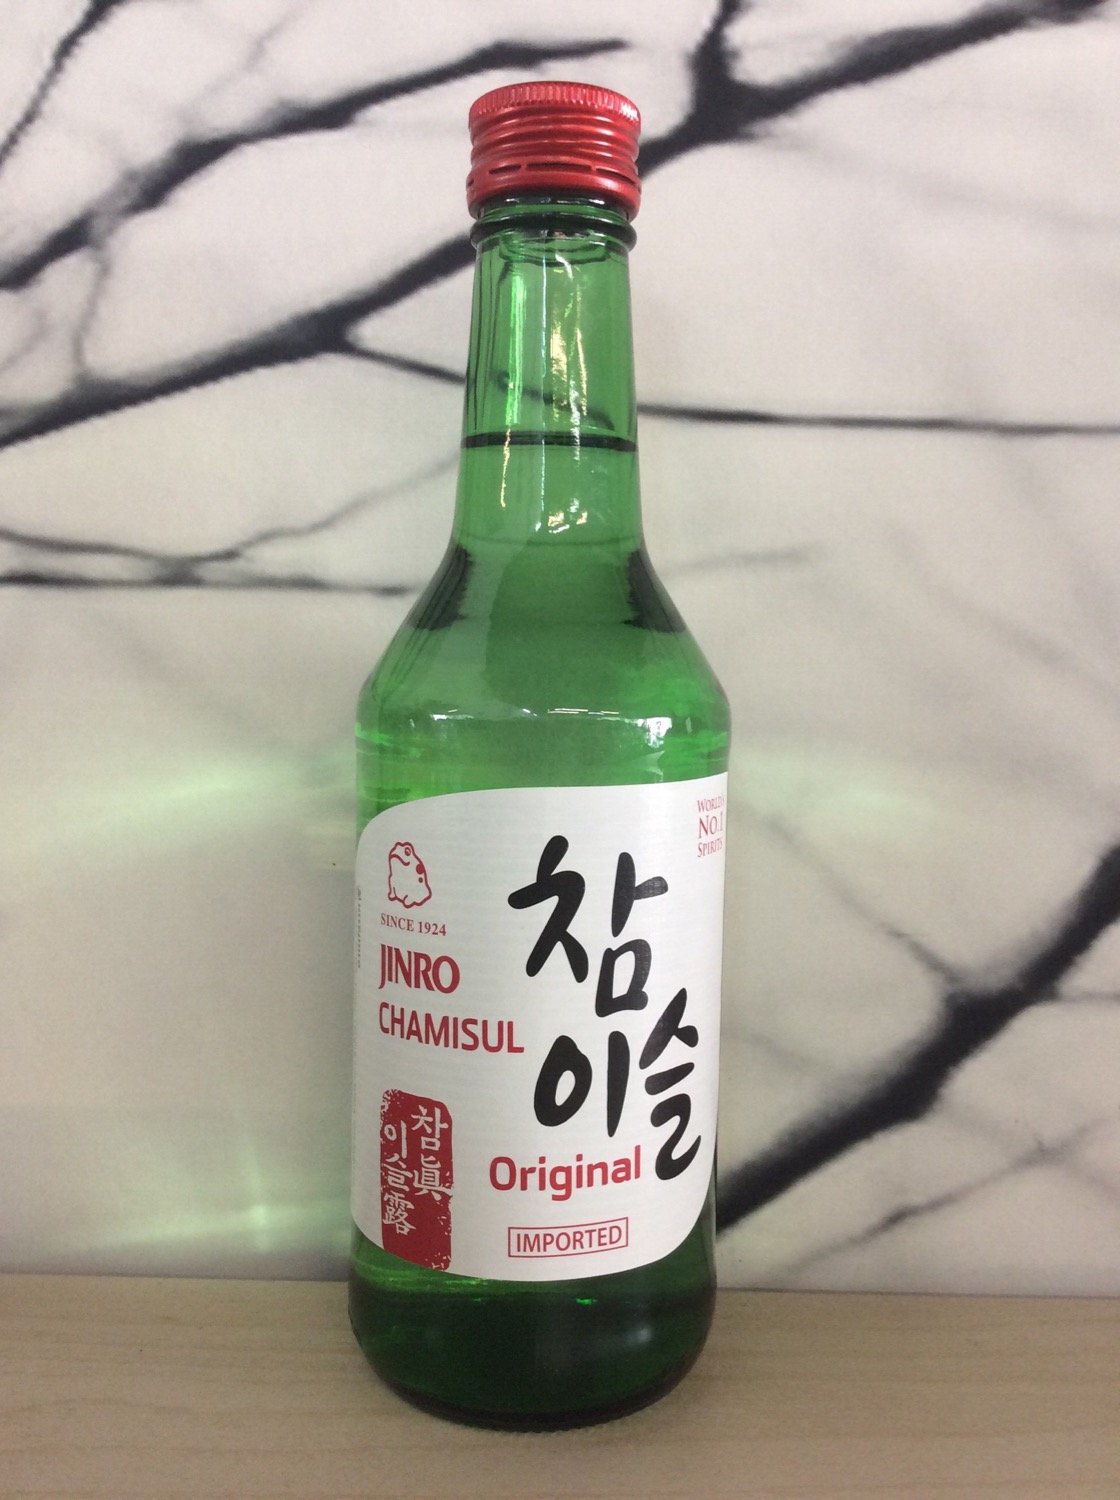 WORLD'S
No.1
SPIRITS
참
이슬
SINCE 1924
JINRO
CHAMISUL
Original
IMPORTED
참眞
이슬露